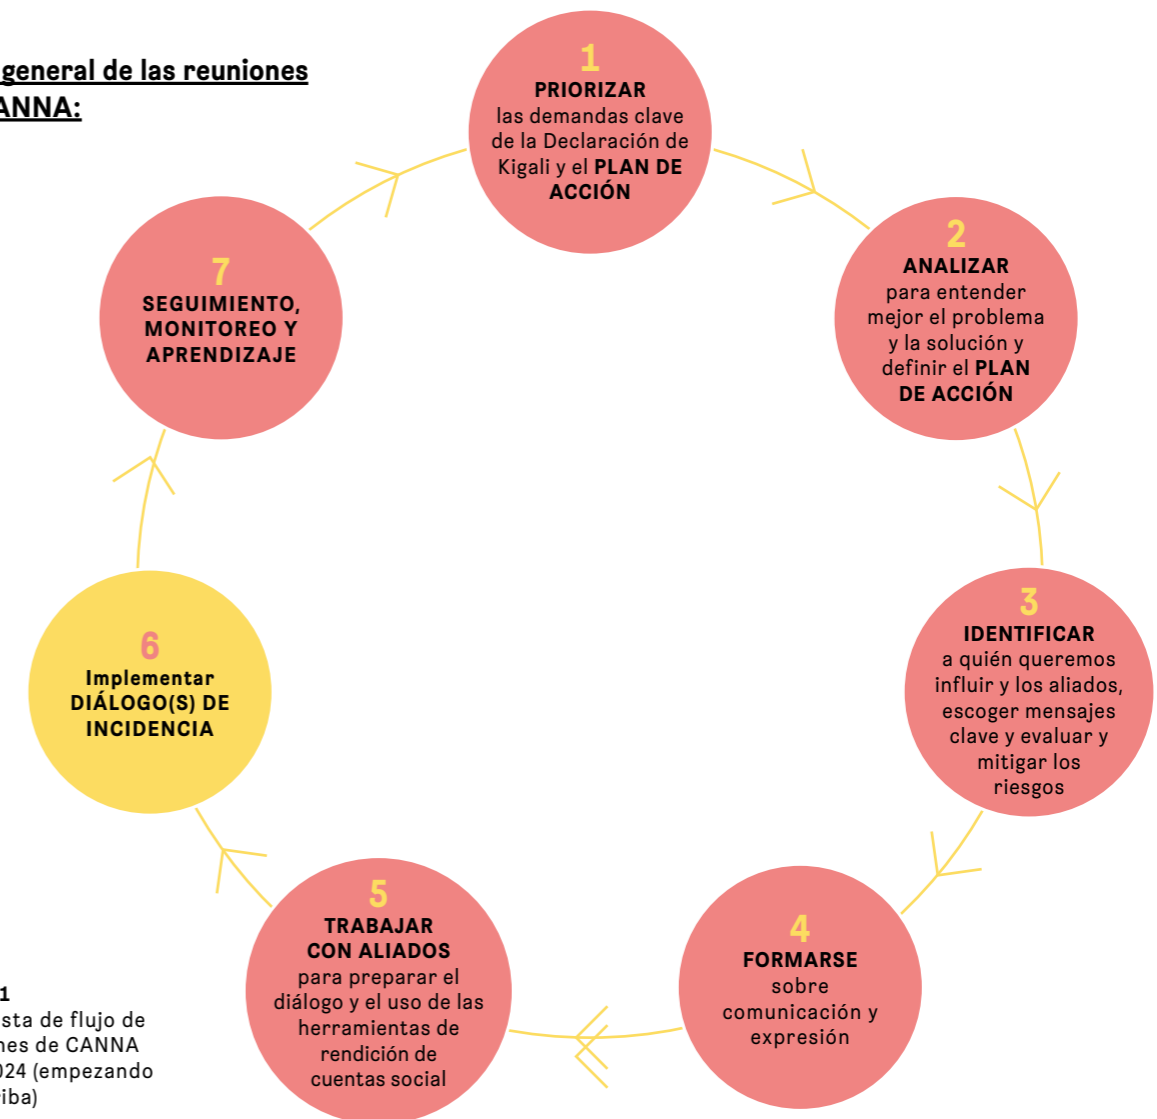 general de las reuniones
ANNA:
1
PRIORIZAR
las demandas clave
de la Declaración de
Kigali y el PLAN DE
ACCIÓN
2
ANALIZAR
para entender
mejor el problema
y la solución y
definir el PLAN
DE ACCIÓN
3
IDENTIFICAR
a quién queremos
influir y los aliados,
escoger mensajes
clave y evaluar y
mitigar los
riesgos
4
FORMARSE
sobre
comunicación y
expresión
5
TRABAJAR
CON ALIADOS
para preparar el
diálogo y el uso de las
herramientas de
rendición de
cuentas social
6
Implementar
DIÁLOGO(S) DE
INCIDENCIA
7
SEGUIMIENTO,
MONITOREO Y
APRENDIZAJE
1
sta de flujo de
nes de CANNA
024 (empezando
riba)